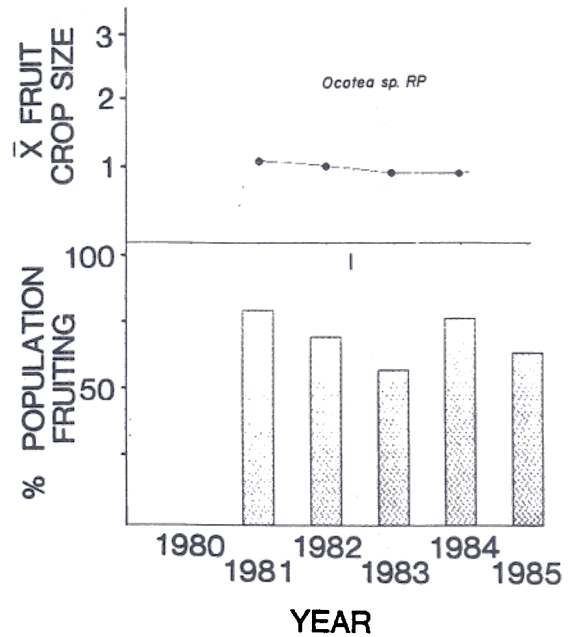 X̄ FRUIT
CROP SIZE
3
2
1
Ocotea sp. RP
% POPULATION
FRUITING
100
50
1980
1982
1984
1981
1983
1985
YEAR